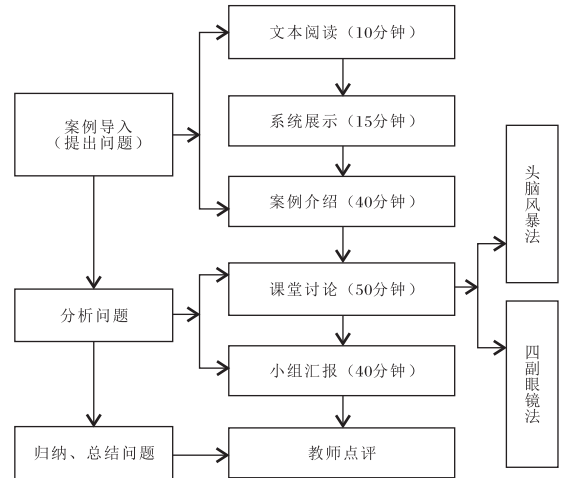 文本阅读（10分钟）
系统展示（15分钟）
案例导入
（提出问题）
案例介绍（40分钟）
头脑风暴法
课堂讨论（50分钟）
分析问题
四副眼镜法
小组汇报（40分钟）
归纳、总结问题
教师点评